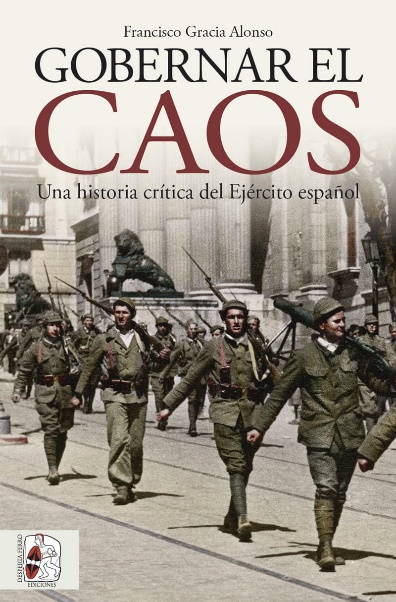 Francisco Gracia Alonso
GOBERNAR EL
CAOS
Una historia crítica del Ejército español
DESPERTA FERRO
EDICIONES